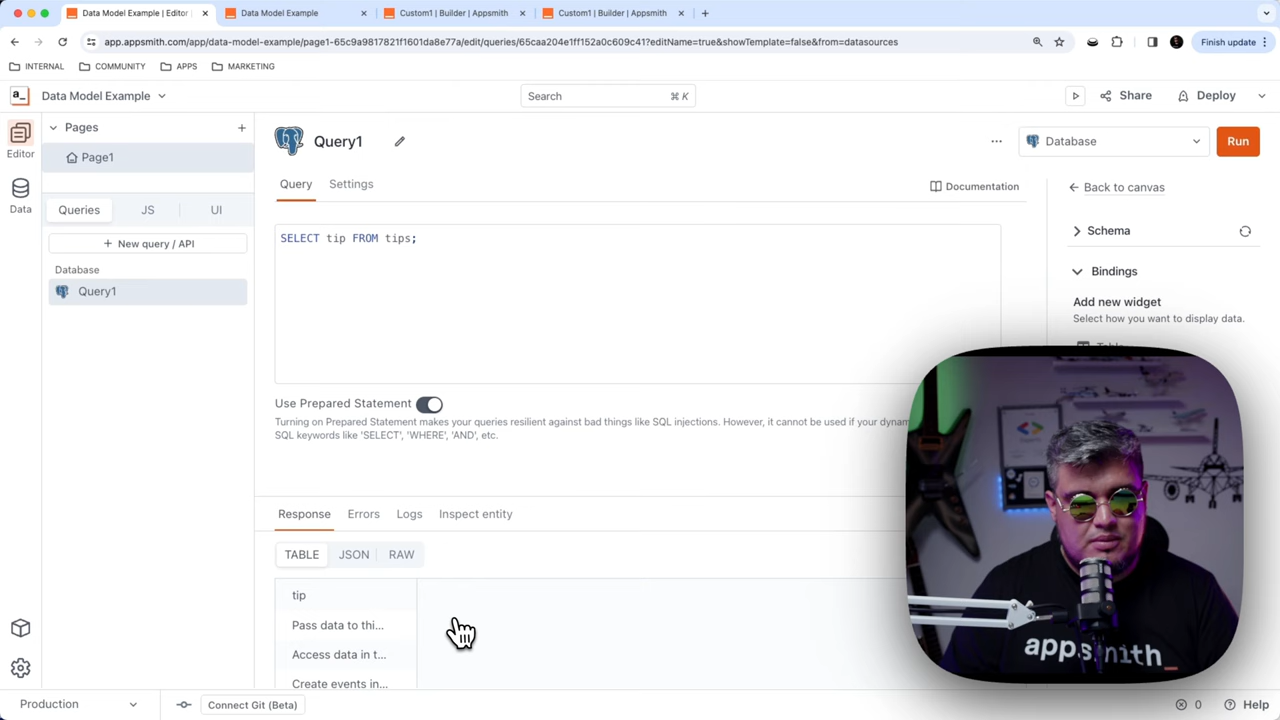 Data Model Example | Editor
Data Model Example
Custom1 | Builder | Appsmith
Custom1 | Builder | Appsmith
app.appsmith.com/app/data-model-example/page1-65c9a9817821f1601da8e77a/edit/queries/65caa204e1ff152a0c609c41?editName=true&showTemplate=false&from=datasources
Finish update
INTERNAL
COMMUNITY
APPS
MARKETING
a_
Data Model Example
Search
⌘ K
Share
Deploy
Editor
Data
Pages
Page1
Queries
JS
UI
New query / API
Database
Query1
Query1
Database
Run
Query
Settings
Documentation
SELECT tip FROM tips;
Use Prepared Statement
Turning on Prepared Statement makes your queries resilient against bad things like SQL injections. However, it cannot be used if your
SQL keywords like 'SELECT', 'WHERE', 'AND', etc.
Back to canvas
Schema
Bindings
Add new widget
Select how you want to display data.
Response
Errors
Logs
Inspect entity
TABLE
JSON
RAW
tip
Pass data to thi...
Access data in t...
Create events in...
appsmith_
Production
Connect Git (Beta)
0
Help